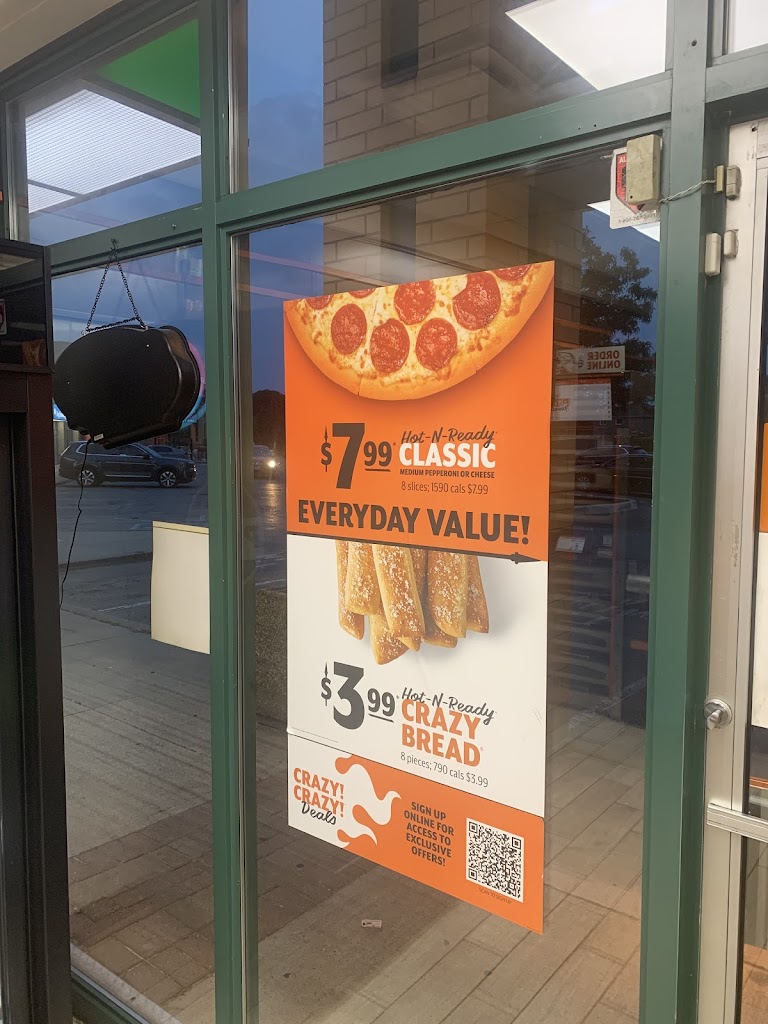 $7.99
Hot-N-Ready
CLASSIC
MEDIUM PEPPERONI OR CHEESE
8 slices; 1590 cals $7.99
EVERYDAY VALUE!
$3.99
Hot-N-Ready
CRAZY
BREAD
8 pieces; 790 cals $3.99
CRAZY!
CRAZY!
Deals
SIGN UP
ONLINE FOR
ACCESS TO
EXCLUSIVE
OFFERS!
ORDER
ONLINE